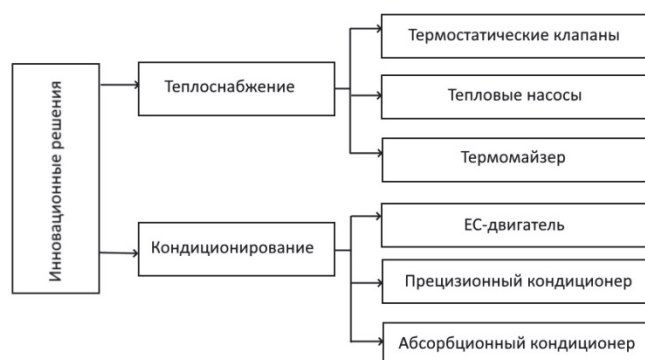 Инновационные решения
Теплоснабжение
Термостатические клапаны
Тепловые насосы
Термомайзер
Кондиционирование
ЕС-двигатель
Прецизионный кондиционер
Абсорбционный кондиционер